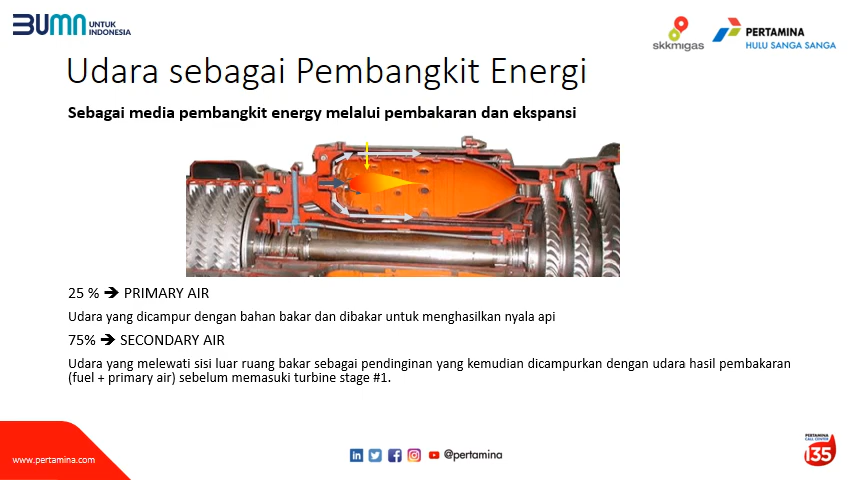 BUMN UNTUK
INDONESIA
skkmigas
PERTAMINA
HULU SANGA SANGA
Udara sebagai Pembangkit Energi
Sebagai media pembangkit energy melalui pembakaran dan ekspansi
25 % 🡺 PRIMARY AIR
Udara yang dicampur dengan bahan bakar dan dibakar untuk menghasilkan nyala api
75% 🡺 SECONDARY AIR
Udara yang melewati sisi luar ruang bakar sebagai pendinginan yang kemudian dicampurkan dengan udara hasil pembakaran
(fuel + primary air) sebelum memasuki turbine stage #1.
www.pertamina.com
@pertamina
PERTAMINA
CALL CENTER
135